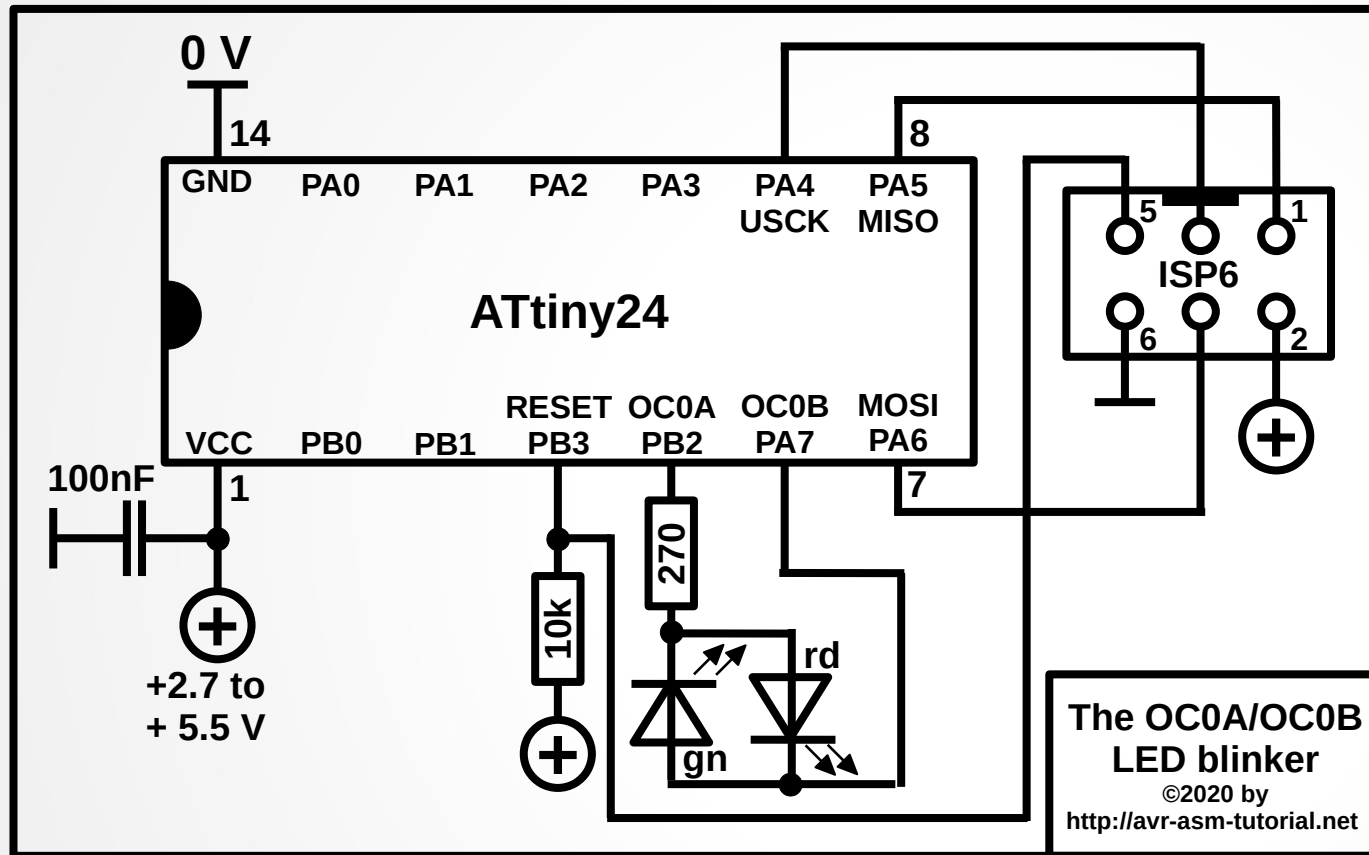 0 V
14
8
GND PA0 PA1 PA2 PA3 PA4 PA5
USCK MISO
5 1
ISP6
6 2
ATtiny24
RESET OC0A OC0B MOSI
VCC PB0 PB1 PB3 PB2 PA7 PA6
100nF
1
7
270
10k
+
+2.7 to
+ 5.5 V
+
+
rd
gn
The OC0A/OC0B
LED blinker
©2020 by
http://avr-asm-tutorial.net